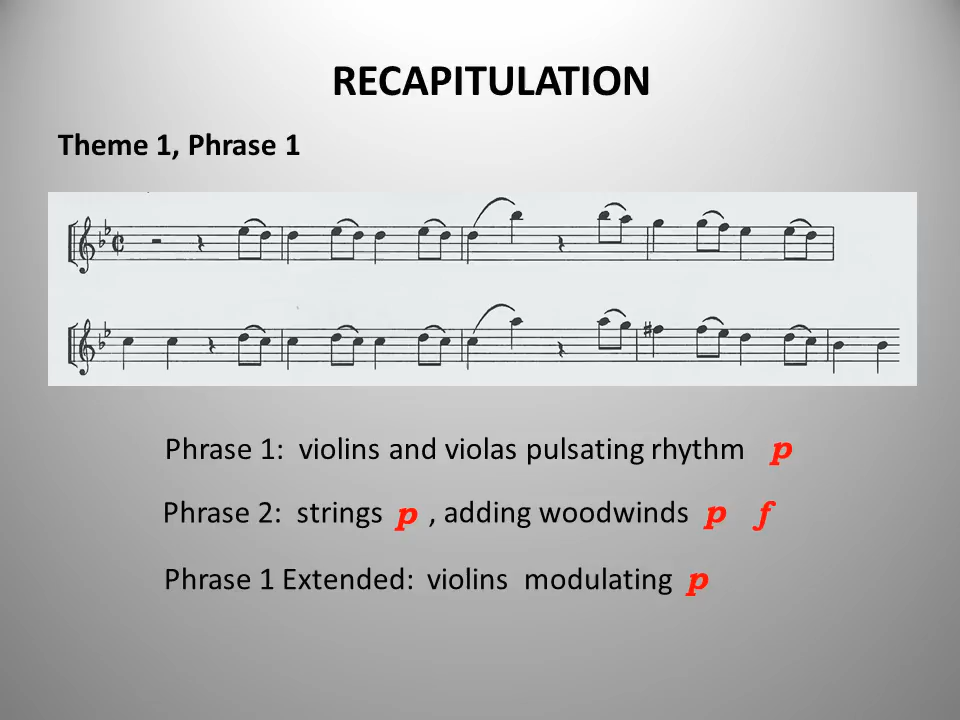 RECAPITULATION
Theme 1, Phrase 1
Phrase 1: violins and violas pulsating rhythm p
Phrase 2: strings p , adding woodwinds p f
Phrase 1 Extended: violins modulating p